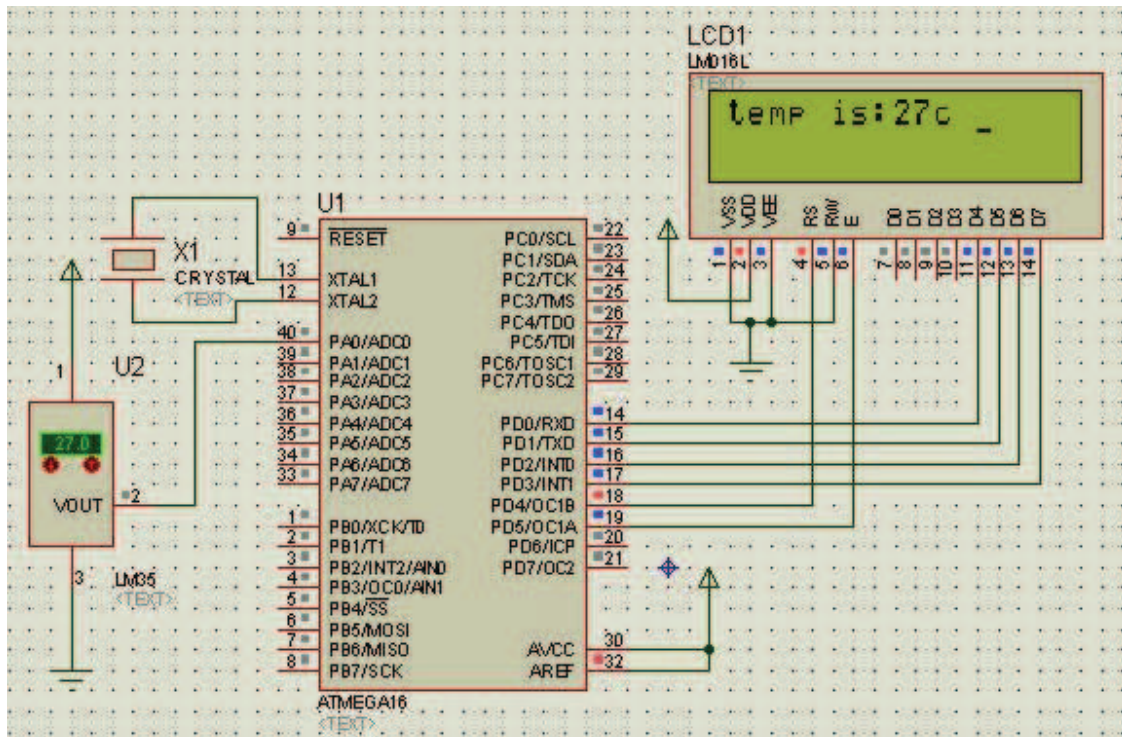 LCD1
LM016L
<TEXT>
temp is:27c _
VSS
VDD
VEE
RS
RW
E
D0
D1
D2
D3
D4
D5
D6
D7
1
2
3
4
5
6
7
8
9
10
11
12
13
14
X1
CRYSTAL
<TEXT>
U2
1
27.0
VOUT
2
3
LM35
<TEXT>
U1
9 RESET
13 XTAL1
12 XTAL2
40 PA0/ADC0
39 PA1/ADC1
38 PA2/ADC2
37 PA3/ADC3
36 PA4/ADC4
35 PA5/ADC5
34 PA6/ADC6
33 PA7/ADC7
1 PB0/XCK/T0
2 PB1/T1
3 PB2/INT2/AIN0
4 PB3/OC0/AIN1
5 PB4/SS
6 PB5/MOSI
7 PB6/MISO
8 PB7/SCK
PC0/SCL 22
PC1/SDA 23
PC2/TCK 24
PC3/TMS 25
PC4/TDO 26
PC5/TDI 27
PC6/TOSC1 28
PC7/TOSC2 29
PD0/RXD 14
PD1/TXD 15
PD2/INT0 16
PD3/INT1 17
PD4/OC1B 18
PD5/OC1A 19
PD6/ICP 20
PD7/OC2 21
AVCC 30
AREF 32
ATMEGA16
<TEXT>